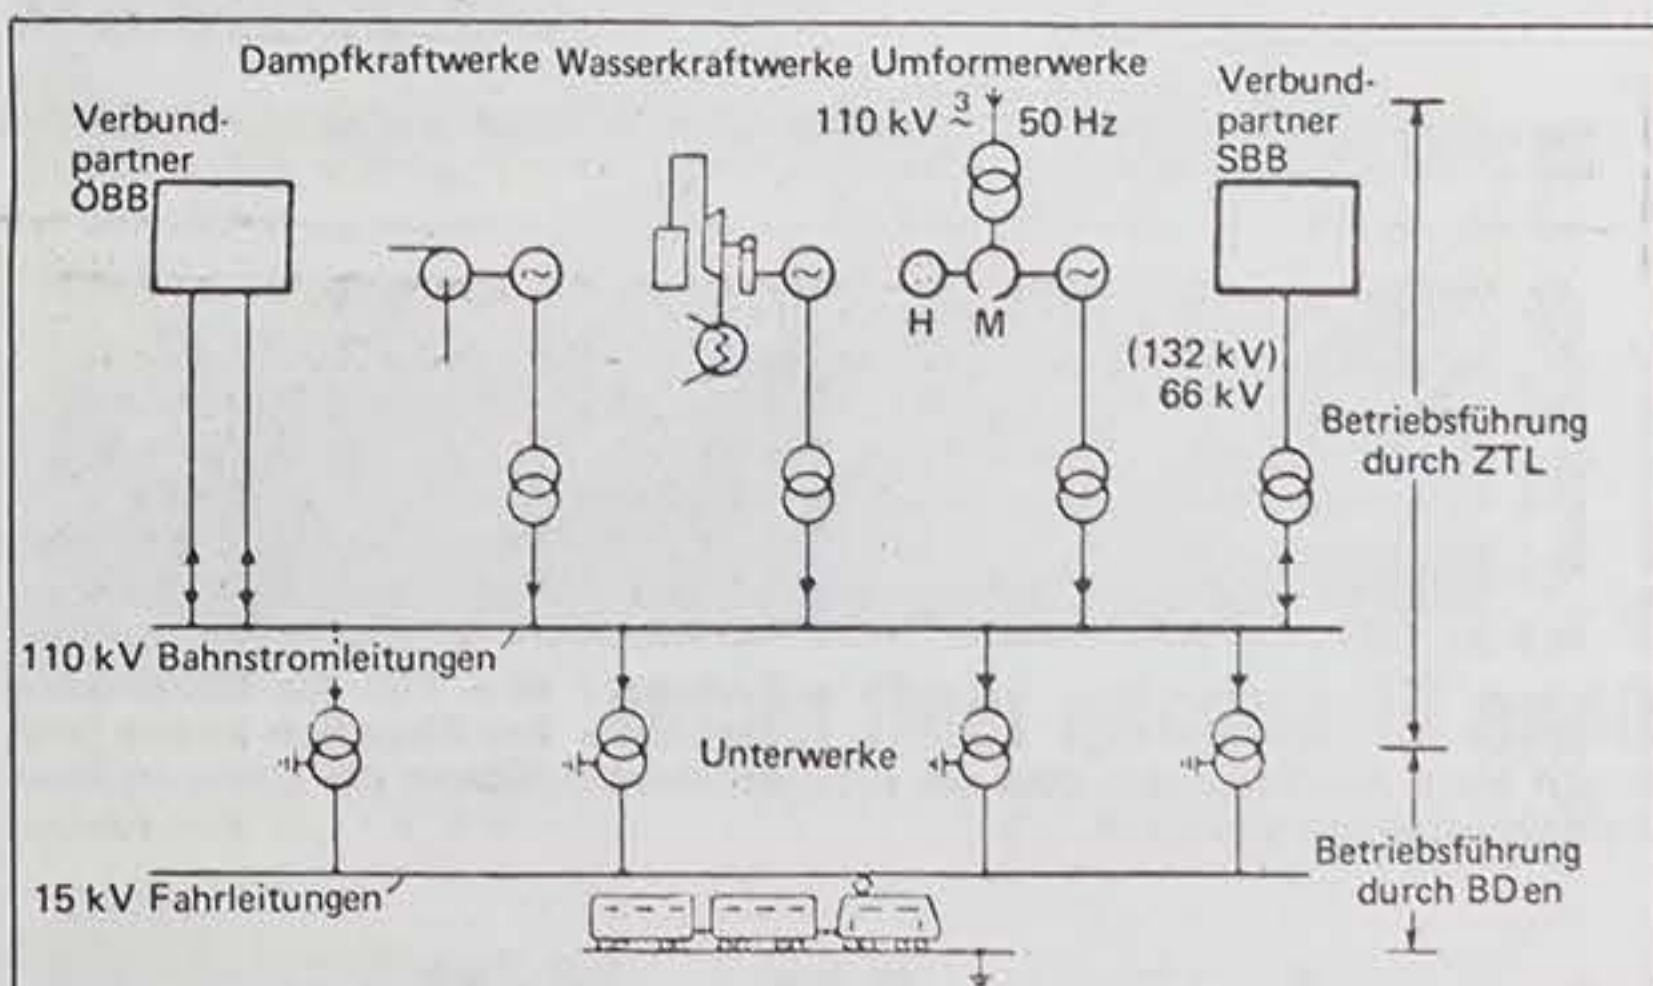 Dampfkraftwerke Wasserkraftwerke Umformerwerke
Verbund-
partner
ÖBB
110 kV 3 ~ 50 Hz
Verbund-
partner
SBB
~
~
~
H M
(132 kV)
66 kV
Betriebsführung
durch ZTL
110 kV Bahnstromleitungen
Unterwerke
15 kV Fahrleitungen
Betriebsführung
durch BDen